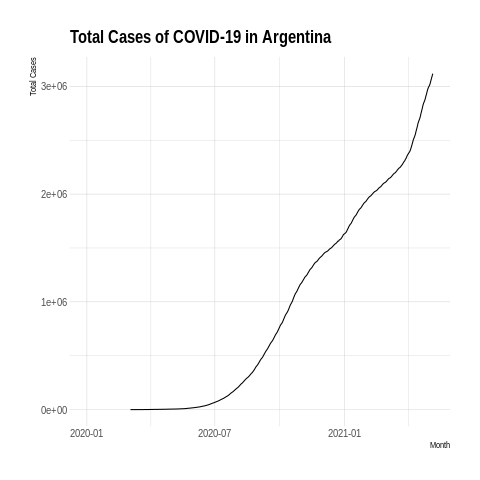 Total Cases of COVID-19 in Argentina
Total Cases
3e+06
2e+06
1e+06
0e+00
2020-01 2020-07 2021-01
Month